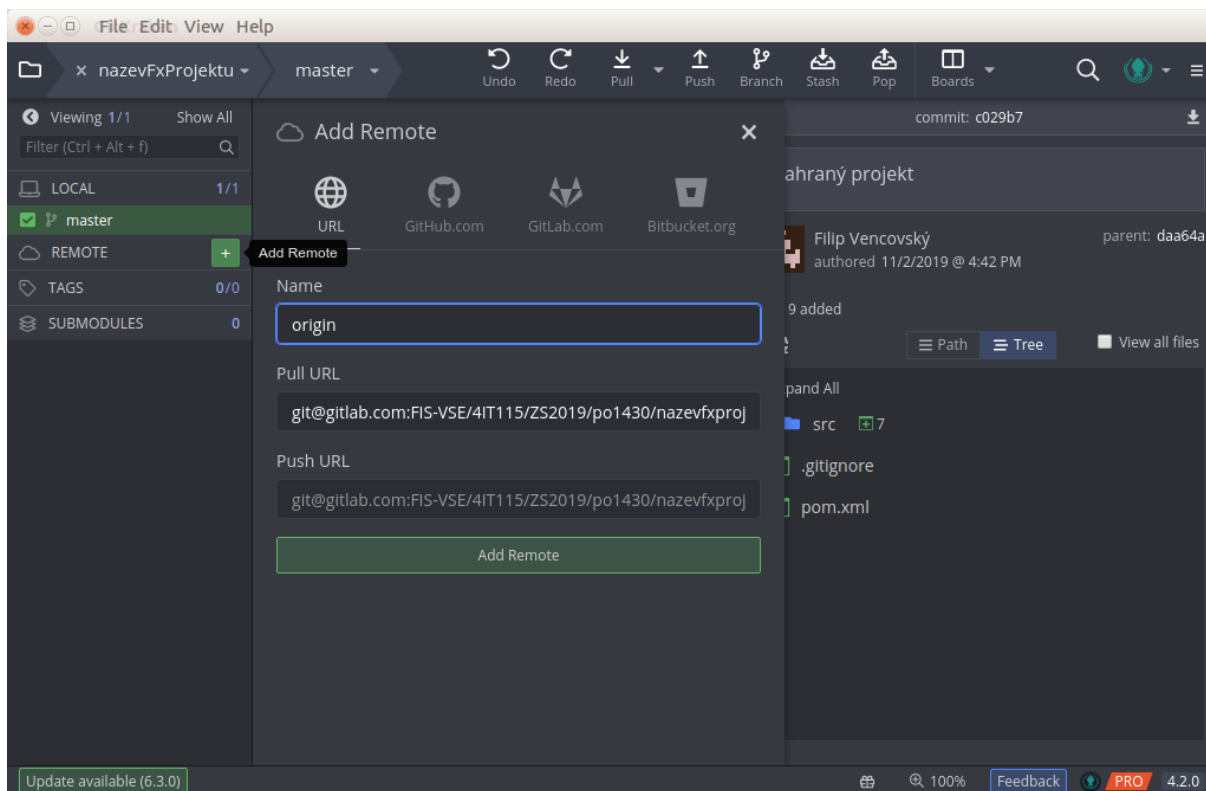 File Edit View Help
nazevFxProjektu
master
Undo
Redo
Pull
Push
Branch
Stash
Pop
Boards
Viewing 1/1 Show All
Filter (Ctrl + Alt + f)
LOCAL 1/1
master
REMOTE
TAGS 0/0
SUBMODULES 0
Add Remote
Add Remote
URL
GitHub.com
GitLab.com
Bitbucket.org
Name
origin
Pull URL
git@gitlab.com:FIS-VSE/4IT115/ZS2019/po1430/nazevfxproj
Push URL
git@gitlab.com:FIS-VSE/4IT115/ZS2019/po1430/nazevfxproj
Add Remote
commit: c029b7
ahraný projekt
Filip Vencovský
authored 11/2/2019 @ 4:42 PM
parent: daa64a
9 added
Path
Tree
View all files
pand All
src 7
.gitignore
pom.xml
Update available (6.3.0)
100%
Feedback
PRO
4.2.0